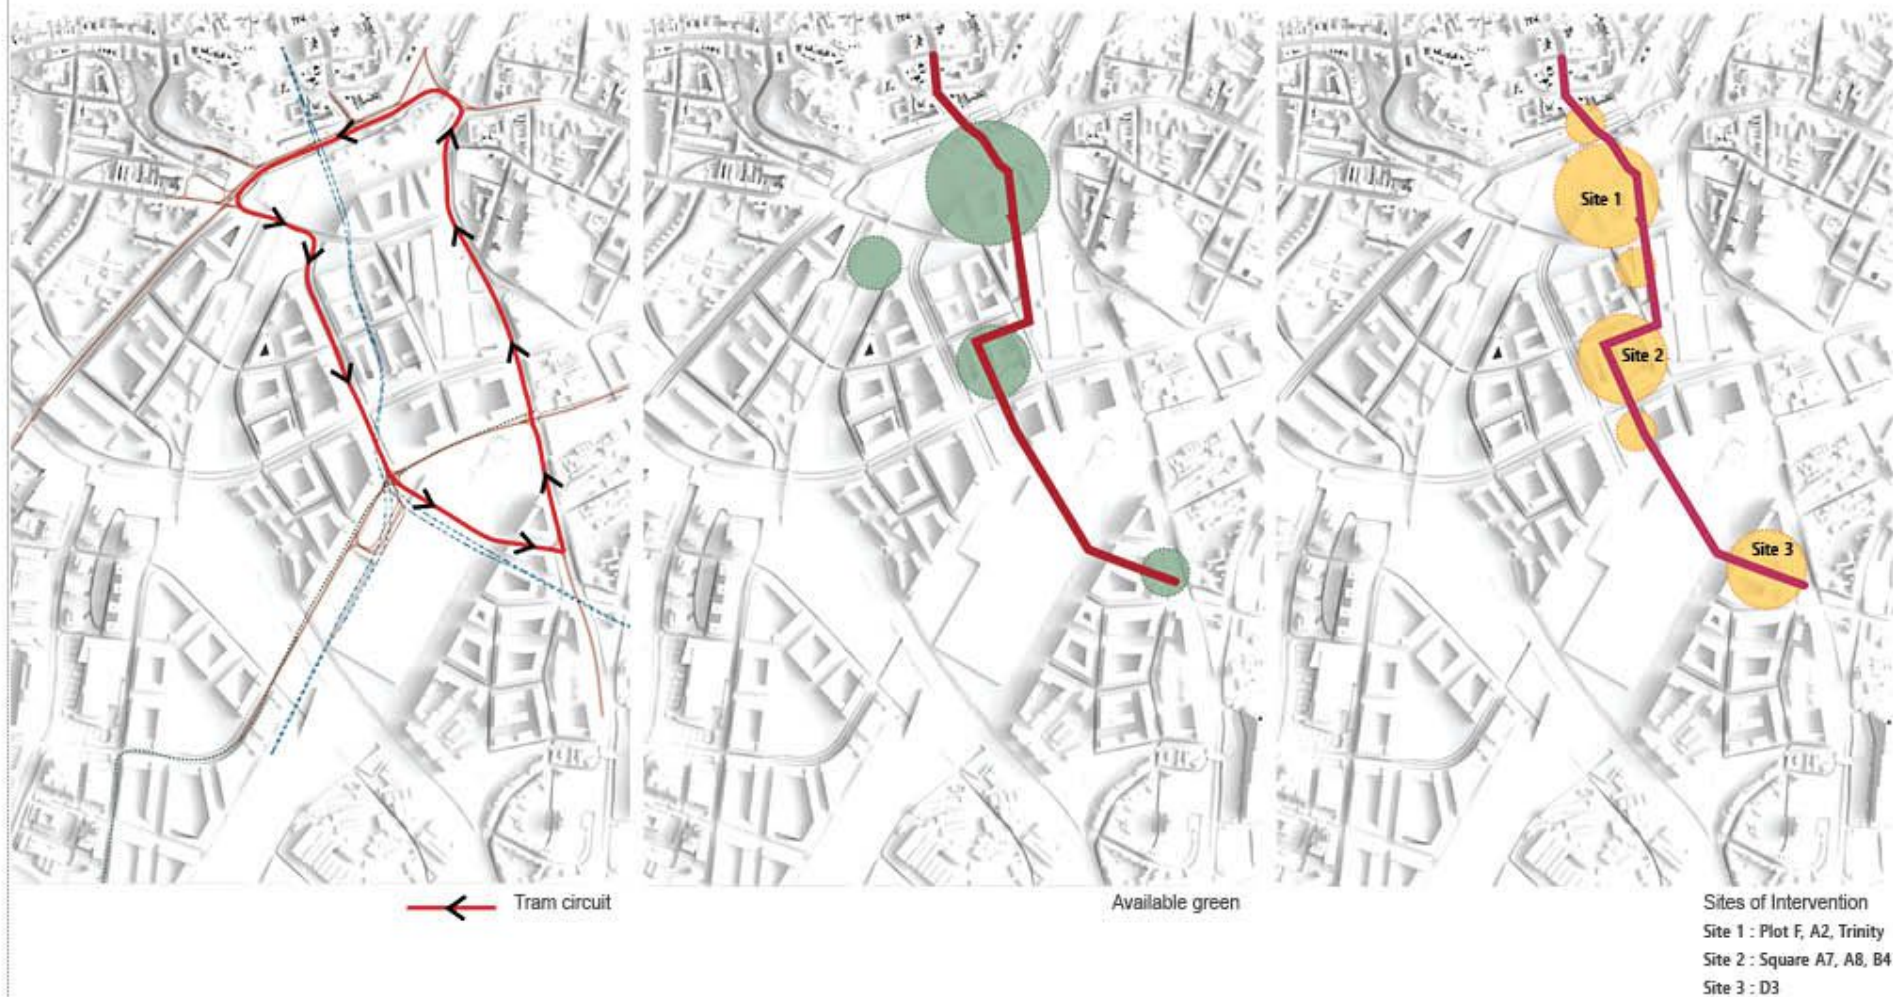 Site 1
Site 2
Site 3
Tram circuit
Available green
Sites of Intervention
Site 1 : Plot F, A2, Trinity
Site 2 : Square A7, A8, B4
Site 3 : D3